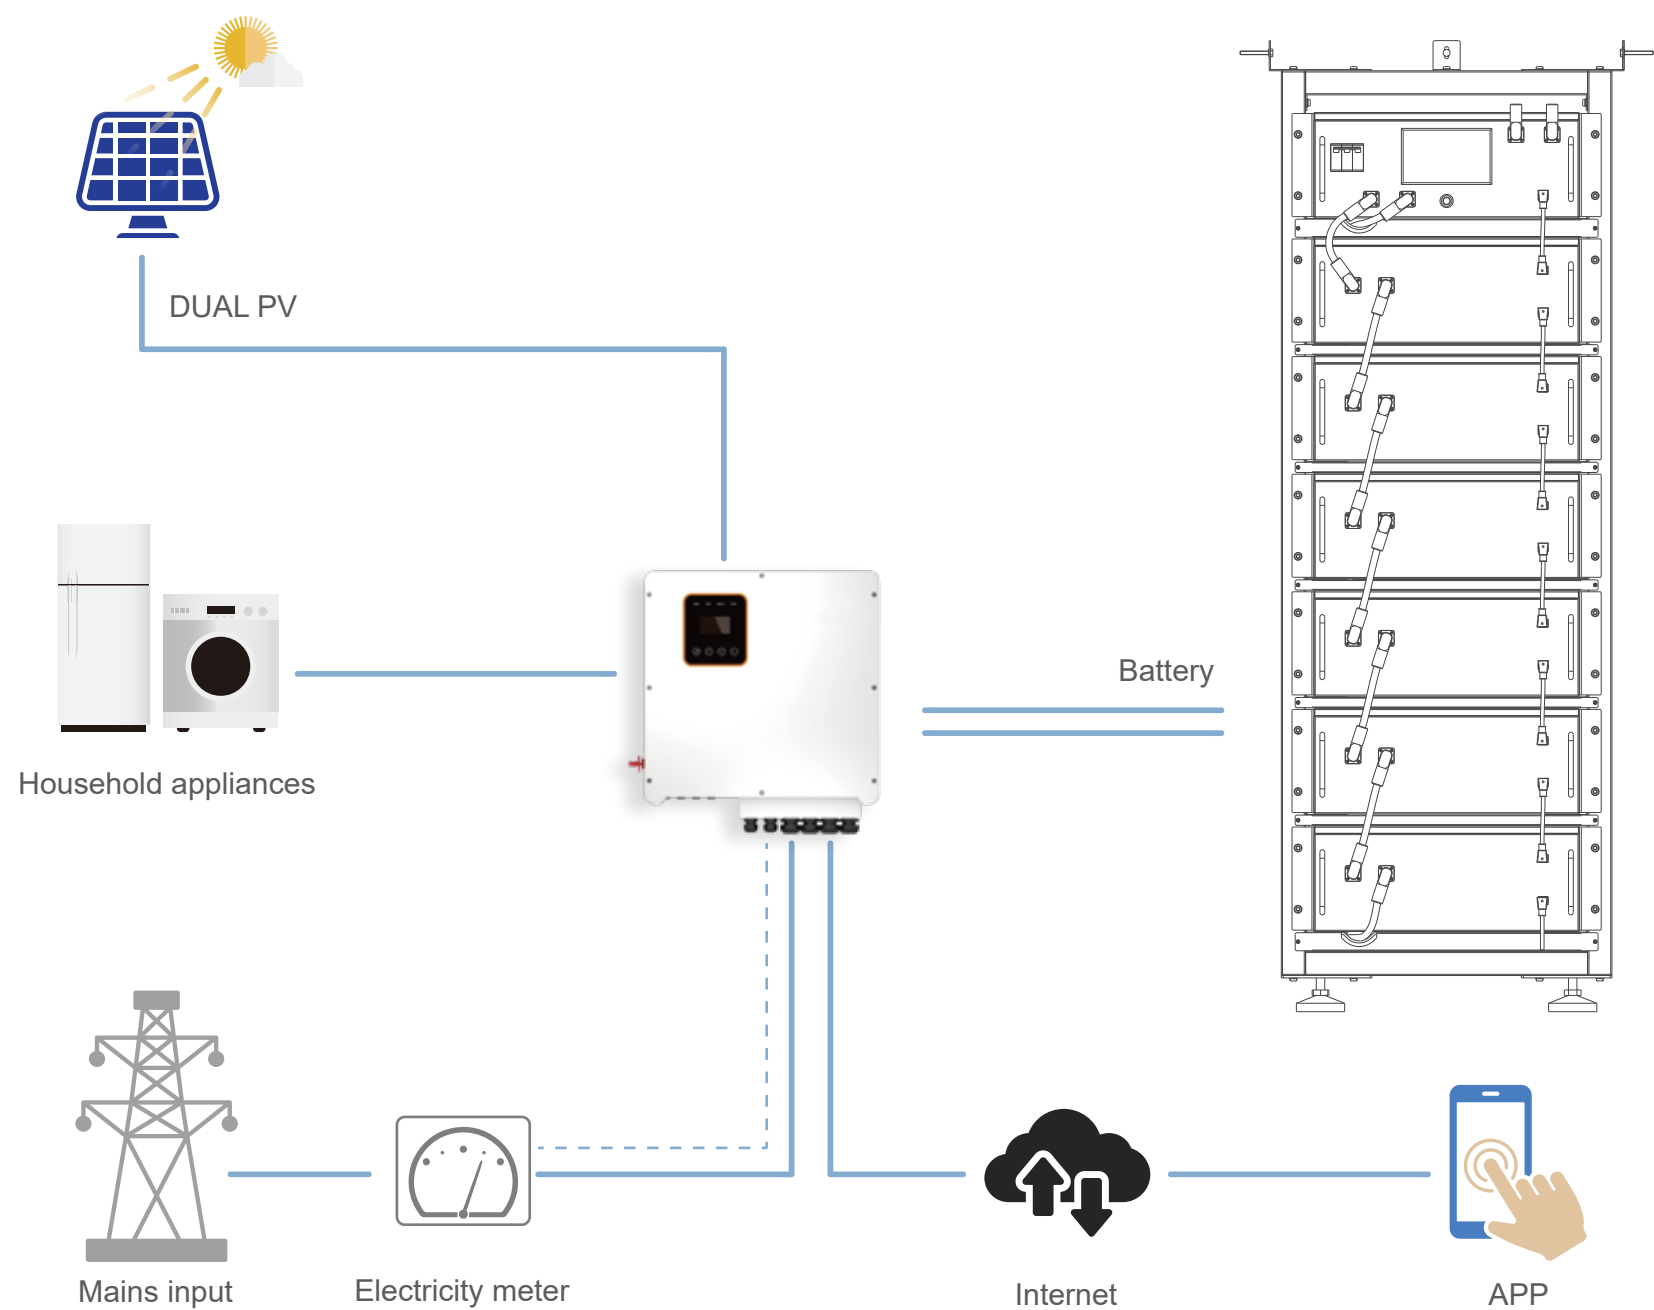 DUAL PV
Battery
Household appliances
Mains input
Electricity meter
Internet
APP